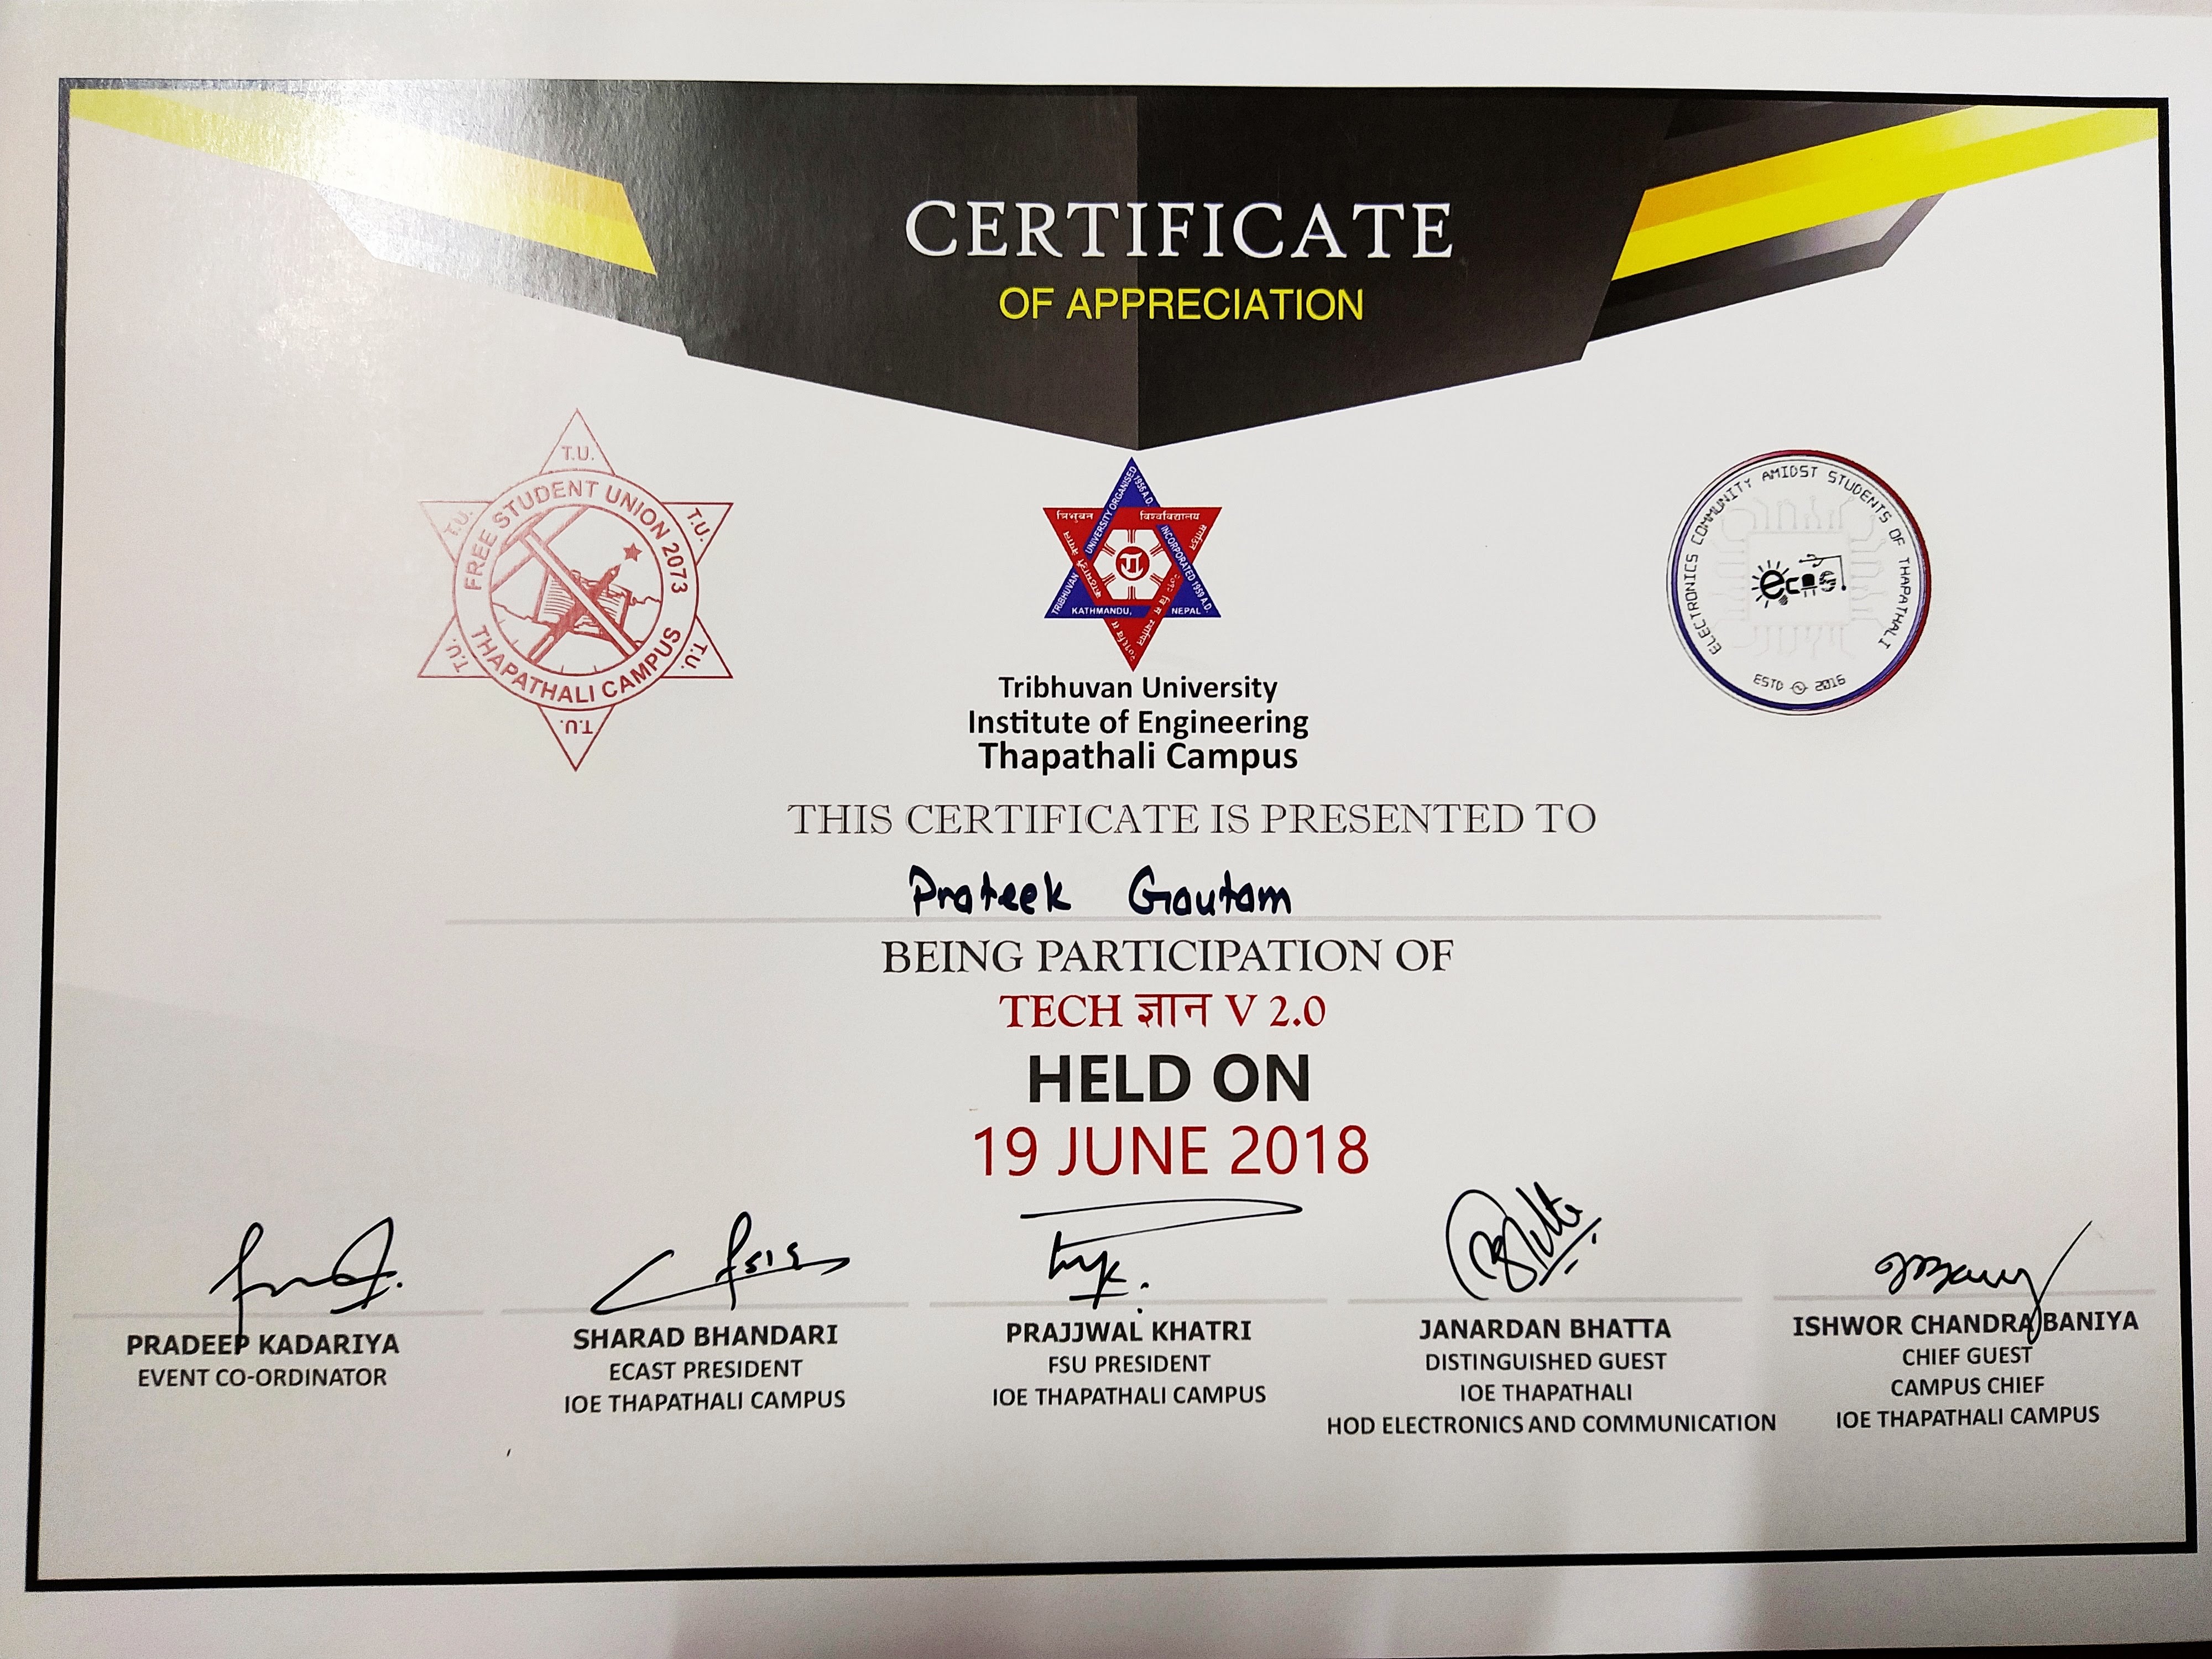 CERTIFICATE
OF APPRECIATION
T.U.
T.U.
T.U.
FREE STUDENT UNION 2073
THAPATHALI CAMPUS
T.U.
T.U.
T.U.
UNIVERSITY ORGANISED 1956 A.D.
त्रिभुवन विश्वविद्यालय
INCORPORATED 1959 A.D.
TRIBHUVAN
KATHMANDU, NEPAL
ELECTRONICS COMMUNITY AMIDST STUDENTS OF THAPATHALI
ESTD 2016
Tribhuvan University
Institute of Engineering
Thapathali Campus
THIS CERTIFICATE IS PRESENTED TO
Prateek Gautam
BEING PARTICIPATION OF
TECH ज्ञान V 2.0
HELD ON
19 JUNE 2018
PRADEEP KADARIYA
EVENT CO-ORDINATOR
SHARAD BHANDARI
ECAST PRESIDENT
IOE THAPATHALI CAMPUS
PRAJJWAL KHATRI
FSU PRESIDENT
IOE THAPATHALI CAMPUS
JANARDAN BHATTA
DISTINGUISHED GUEST
IOE THAPATHALI
HOD ELECTRONICS AND COMMUNICATION
ISHWOR CHANDRA BANIYA
CHIEF GUEST
CAMPUS CHIEF
IOE THAPATHALI CAMPUS